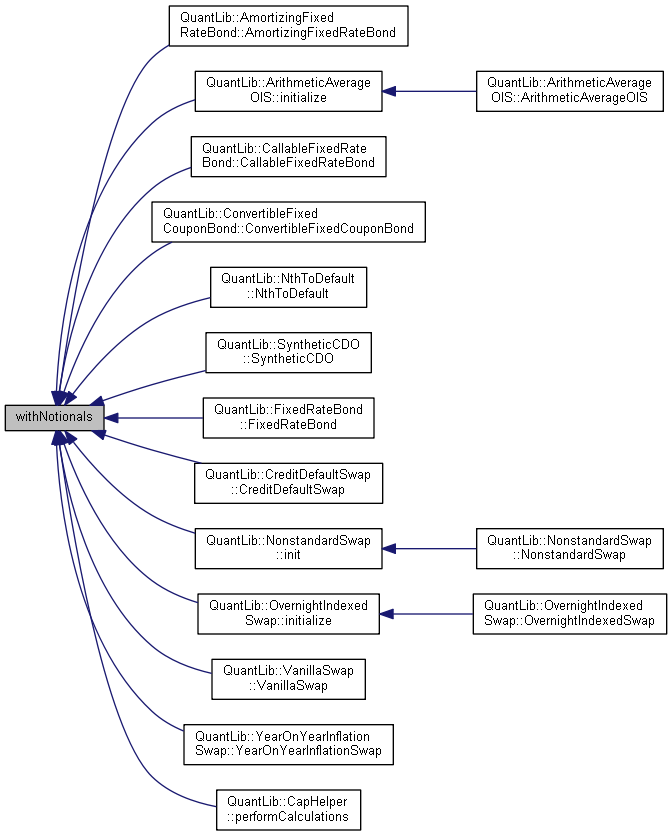 QuantLib::AmortizingFixed
RateBond::AmortizingFixedRateBond
QuantLib::ArithmeticAverage
OIS::initialize
QuantLib::ArithmeticAverage
OIS::ArithmeticAverageOIS
QuantLib::CallableFixedRate
Bond::CallableFixedRateBond
QuantLib::ConvertibleFixed
CouponBond::ConvertibleFixedCouponBond
QuantLib::NthToDefault
::NthToDefault
QuantLib::SyntheticCDO
::SyntheticCDO
withNotionals
QuantLib::FixedRateBond
::FixedRateBond
QuantLib::CreditDefaultSwap
::CreditDefaultSwap
QuantLib::NonstandardSwap
::init
QuantLib::NonstandardSwap
::NonstandardSwap
QuantLib::OvernightIndexed
Swap::initialize
QuantLib::OvernightIndexed
Swap::OvernightIndexedSwap
QuantLib::VanillaSwap
::VanillaSwap
QuantLib::YearOnYearInflation
Swap::YearOnYearInflationSwap
QuantLib::CapHelper
::performCalculations